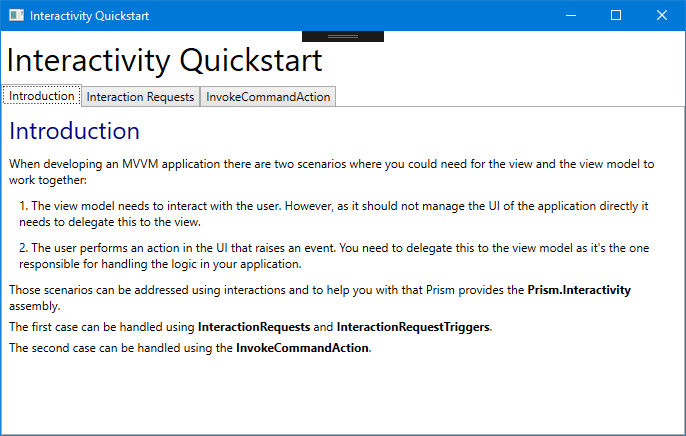 Interactivity Quickstart
Interactivity Quickstart
Introduction Interaction Requests InvokeCommandAction
Introduction
When developing an MVVM application there are two scenarios where you could need for the view and the view model to
work together:
1. The view model needs to interact with the user. However, as it should not manage the UI of the application directly it
needs to delegate this to the view.
2. The user performs an action in the UI that raises an event. You need to delegate this to the view model as it's the one
responsible for handling the logic in your application.
Those scenarios can be addressed using interactions and to help you with that Prism provides the Prism.Interactivity
assembly.
The first case can be handled using InteractionRequests and InteractionRequestTriggers.
The second case can be handled using the InvokeCommandAction.